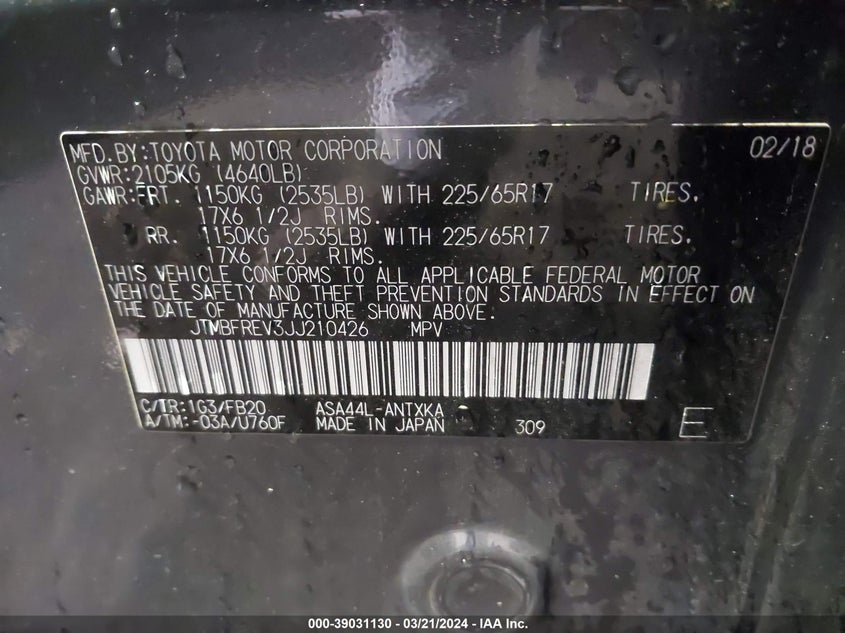 MFD.BY:TOYOTA MOTOR CORPORATION 02/18
GVWR:2105KG (4640LB)
GAWR:FRT. 1150KG (2535LB) WITH 225/65R17 TIRES,
17X6 1/2J RIMS.
RR. 1150KG (2535LB) WITH 225/65R17 TIRES,
17X6 1/2J RIMS.
THIS VEHICLE CONFORMS TO ALL APPLICABLE FEDERAL MOTOR
VEHICLE SAFETY AND THEFT PREVENTION STANDARDS IN EFFECT ON
THE DATE OF MANUFACTURE SHOWN ABOVE.
JTMBFREV3JJ210426 MPV
C/TR:1G3/FB20 ASA44L-ANTXKA
A/TM:-03A/U760F MADE IN JAPAN 309 E
000-39031130 - 03/21/2024 - IAA Inc.